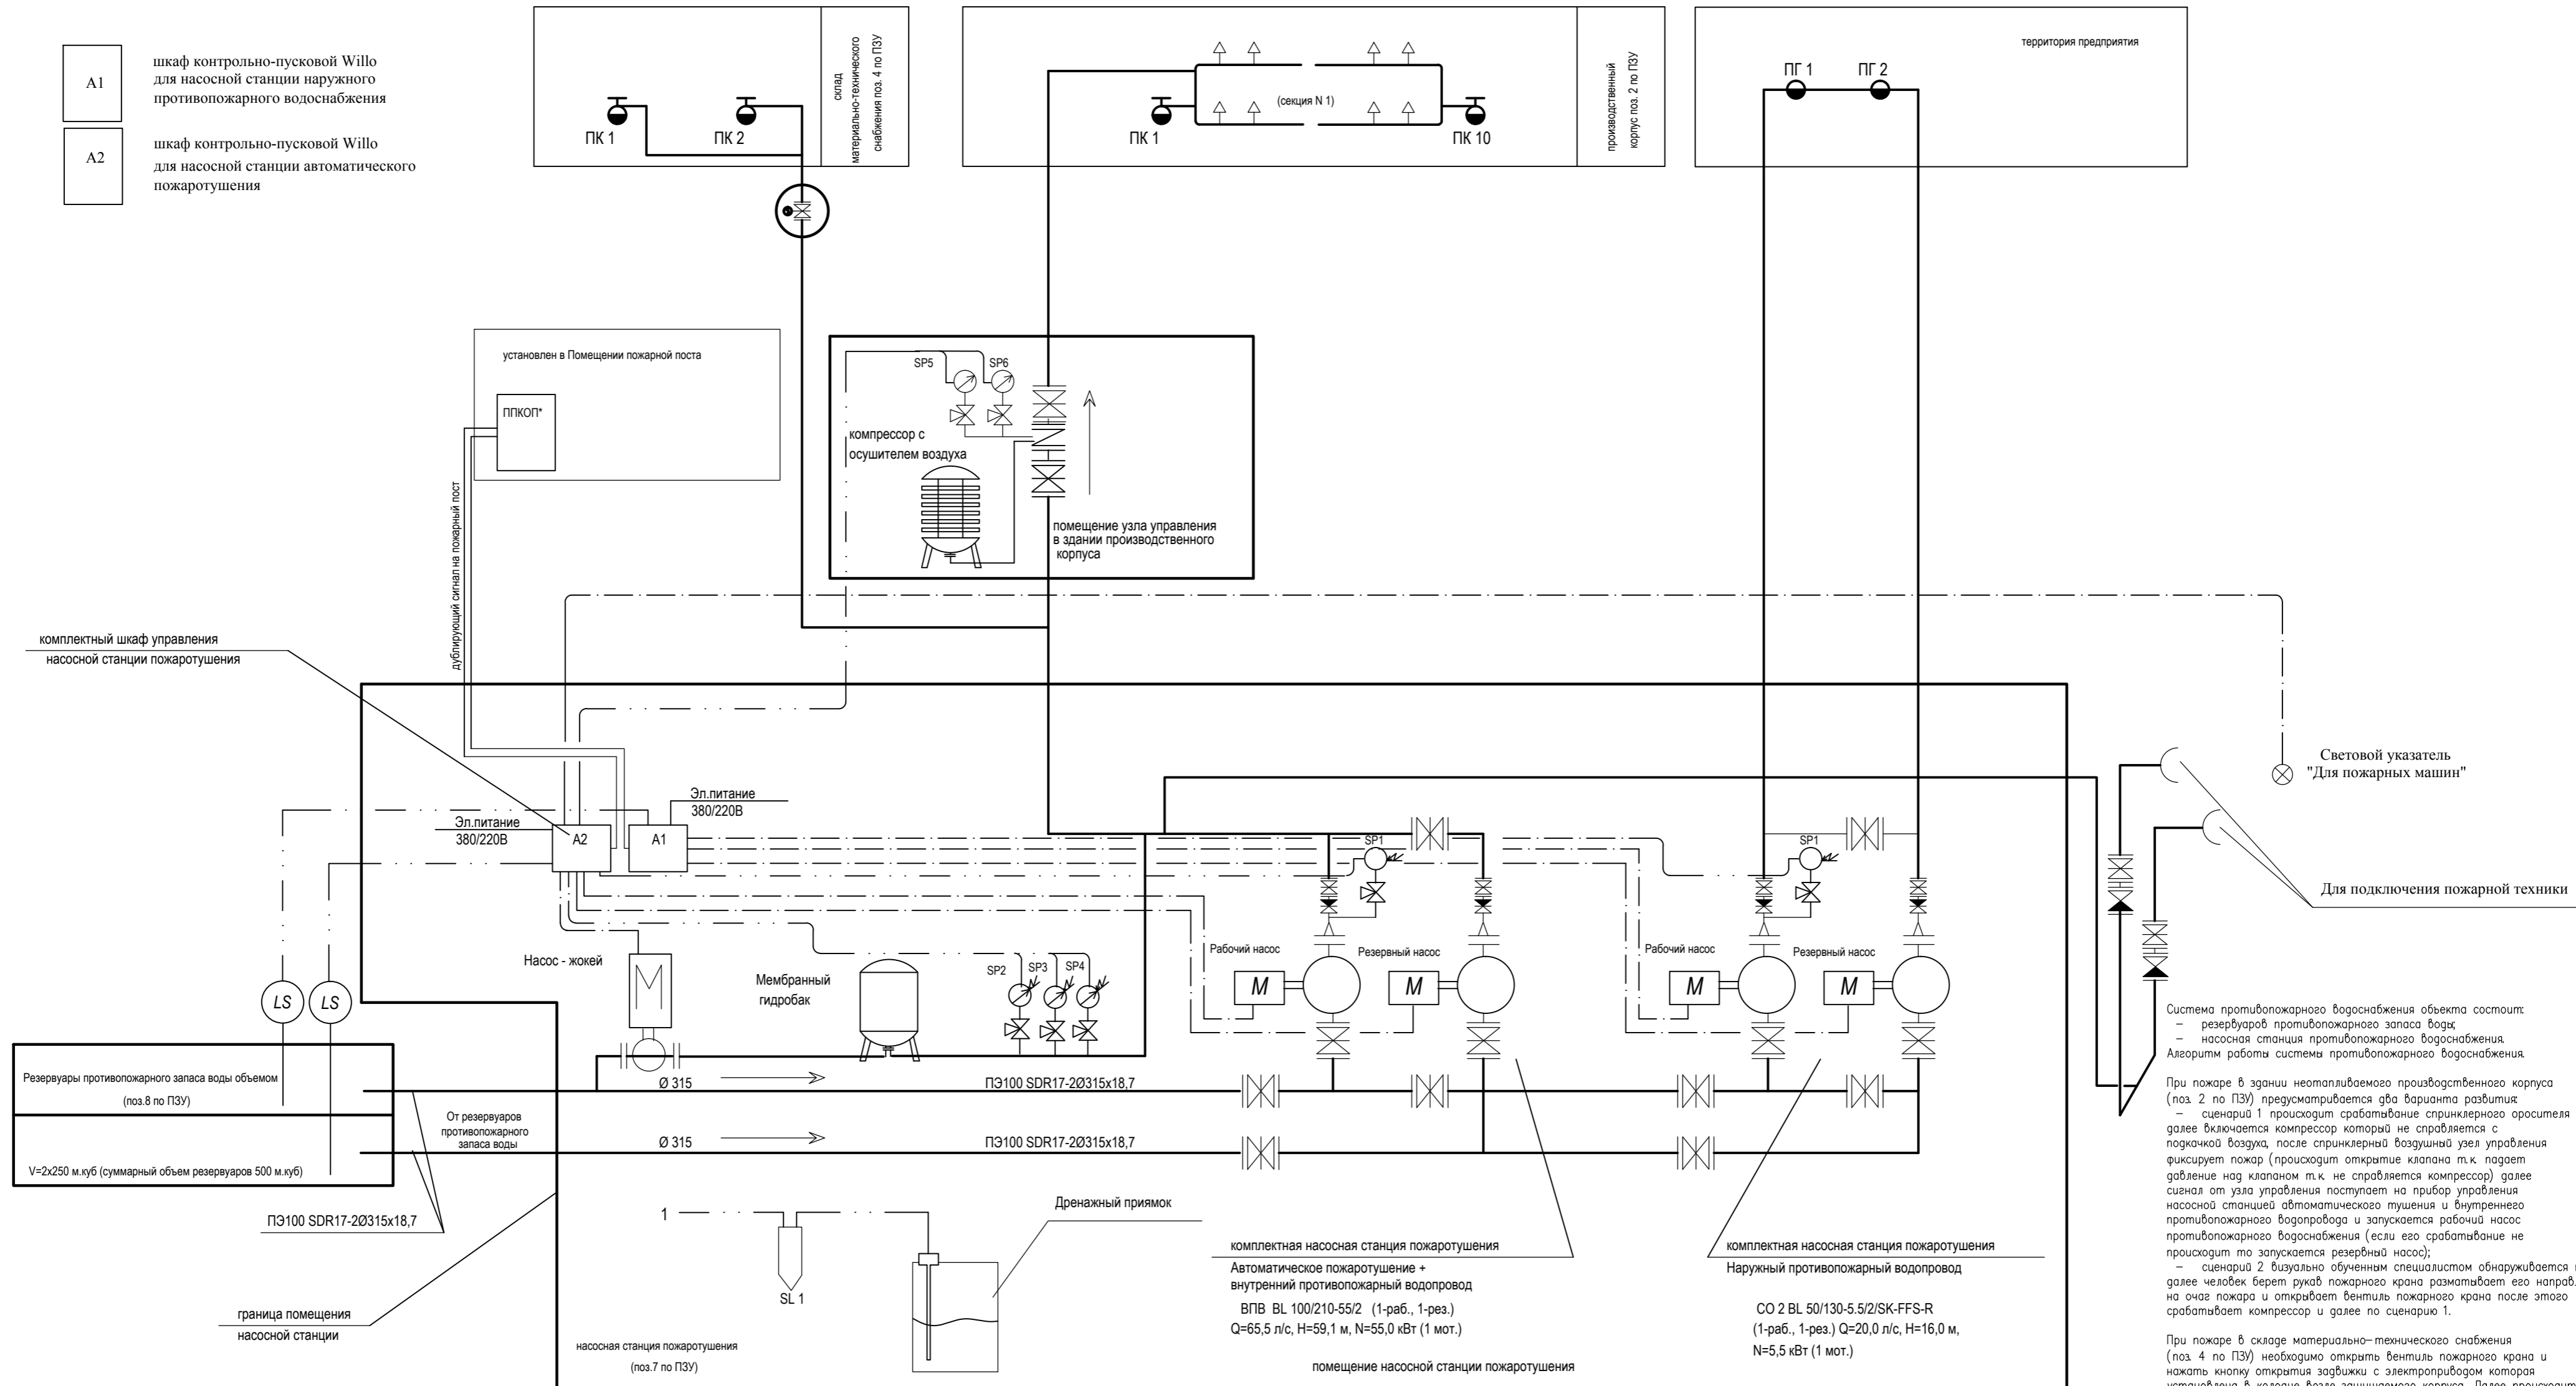 A1
шкаф контрольно-пусковой Willo
для насосной станции наружного
противопожарного водоснабжения
A2
шкаф контрольно-пусковой Willo
для насосной станции автоматического
пожаротушения
ПК 1
ПК 2
склад
материально-технического
снабжения поз. 4 по ПЗУ
ПК 1
(секция N 1)
ПК 10
производственный
корпус поз. 2 по ПЗУ
ПГ 1
ПГ 2
территория предприятия
установлен в Помещении пожарной поста
ППКОП*
дублирующий сигнал на пожарный пост
SP5
SP6
компрессор с
осушителем воздуха
помещение узла управления
в здании производственного
корпуса
комплектный шкаф управления
насосной станции пожаротушения
Световой указатель
"Для пожарных машин"
Для подключения пожарной техники
Эл.питание
380/220В
Эл.питание
380/220В
A2
A1
SP1
SP1
Насос - жокей
M
Мембранный
гидробак
SP2
SP3
SP4
Рабочий насос
M
Резервный насос
M
Рабочий насос
M
Резервный насос
M
LS
LS
Резервуары противопожарного запаса воды объемом
(поз.8 по ПЗУ)
V=2x250 м.куб (суммарный объем резервуаров 500 м.куб)
От резервуаров
противопожарного
запаса воды
Ø 315
ПЭ100 SDR17-2Ø315x18,7
Ø 315
ПЭ100 SDR17-2Ø315x18,7
ПЭ100 SDR17-2Ø315x18,7
граница помещения
насосной станции
1
SL 1
Дренажный приямок
насосная станция пожаротушения
(поз.7 по ПЗУ)
комплектная насосная станция пожаротушения
Автоматическое пожаротушение +
внутренний противопожарный водопровод
ВПВ BL 100/210-55/2 (1-раб., 1-рез.)
Q=65,5 л/с, H=59,1 м, N=55,0 кВт (1 мот.)
помещение насосной станции пожаротушения
комплектная насосная станция пожаротушения
Наружный противопожарный водопровод
CO 2 BL 50/130-5.5/2/SK-FFS-R
(1-раб., 1-рез.) Q=20,0 л/с, H=16,0 м,
N=5,5 кВт (1 мот.)
Система противопожарного водоснабжения объекта состоит:
– резервуаров противопожарного запаса воды;
– насосная станция противопожарного водоснабжения.
Алгоритм работы системы противопожарного водоснабжения.
При пожаре в здании неотапливаемого производственного корпуса
(поз. 2 по ПЗУ) предусматривается два варианта развития:
– сценарий 1 происходит срабатывание спринклерного оросителя
далее включается компрессор который не справляется с
подкачкой воздуха, после спринклерный воздушный узел управления
фиксирует пожар (происходит открытие клапана т.к. падает
давление над клапаном т.к. не справляется компрессор) далее
сигнал от узла управления поступает на прибор управления
насосной станцией автоматического тушения и внутреннего
противопожарного водопровода и запускается рабочий насос
противопожарного водоснабжения (если его срабатывание не
происходит то запускается резервный насос);
– сценарий 2 визуально обученным специалистом обнаруживается
далее человек берет рукав пожарного крана разматывает его направл
на очаг пожара и открывает вентиль пожарного крана после этого
срабатывает компрессор и далее по сценарию 1.
При пожаре в складе материально–технического снабжения
(поз. 4 по ПЗУ) необходимо открыть вентиль пожарного крана и
нажать кнопку открытия задвижки с электроприводом которая